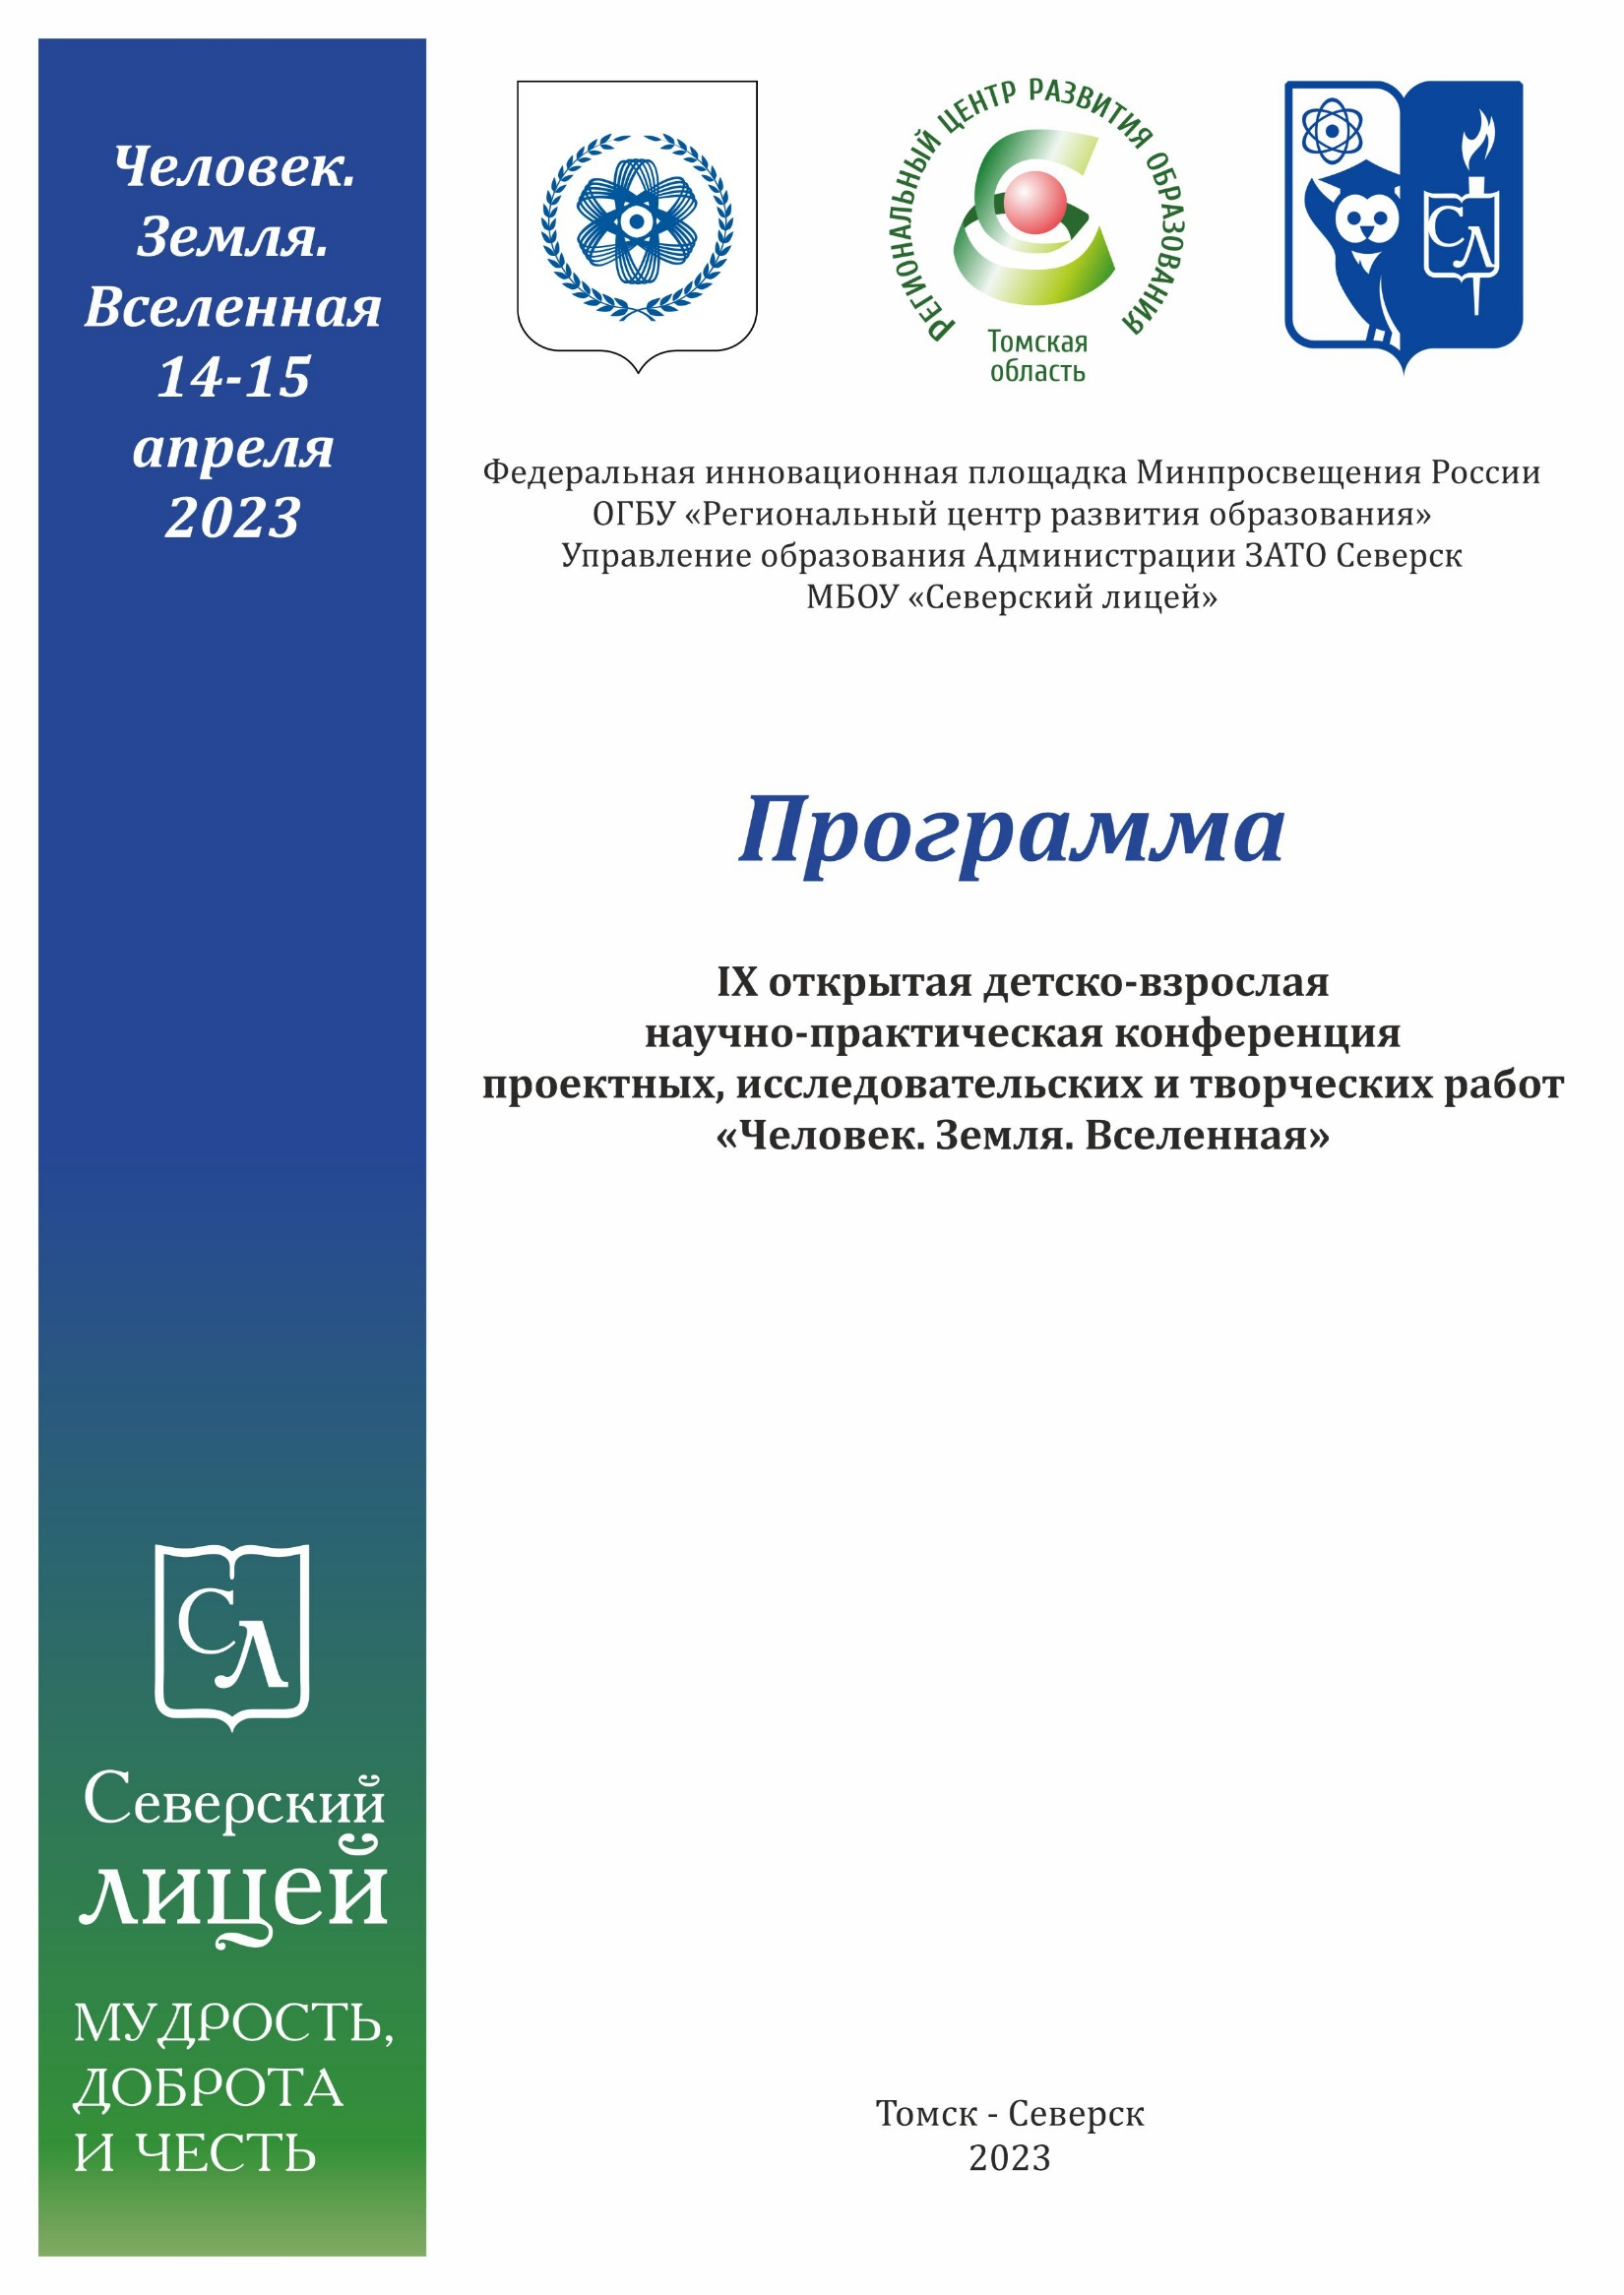 Человек.
Земля.
Вселенная
14-15
апреля
2023
РЕГИОНАЛЬНЫЙ ЦЕНТР РАЗВИТИЯ ОБРАЗОВАНИЯ
Томская
область
СЛ
Федеральная инновационная площадка Минпросвещения России
ОГБУ «Региональный центр развития образования»
Управление образования Администрации ЗАТО Северск
МБОУ «Северский лицей»
Программа
IX открытая детско-взрослая
научно-практическая конференция
проектных, исследовательских и творческих работ
«Человек. Земля. Вселенная»
СЛ
Северский
лицей
МУДРОСТЬ,
ДОБРОТА
И ЧЕСТЬ
Томск - Северск
2023